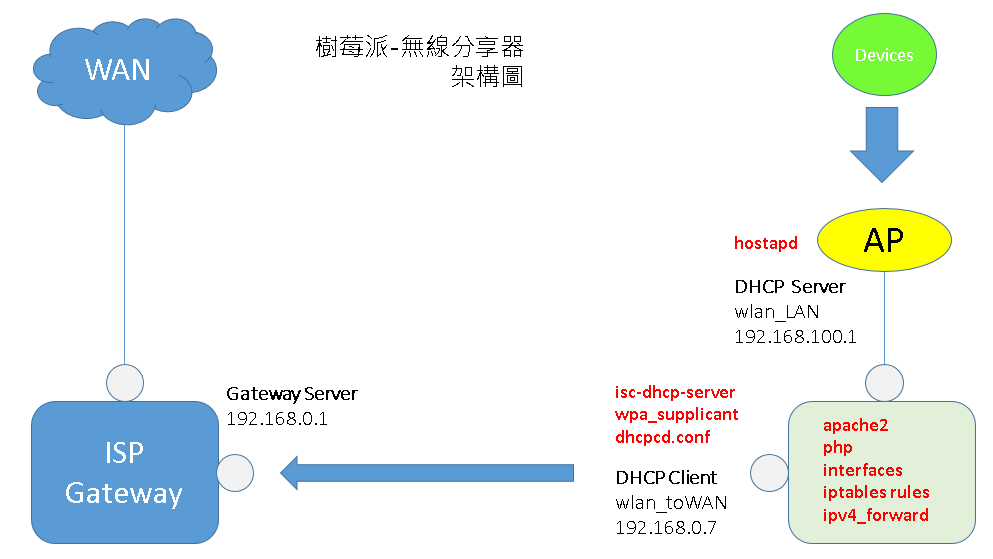 樹莓派-無線分享器
架構圖
WAN
Devices
hostapd
AP
DHCP Server
wlan_LAN
192.168.100.1
Gateway Server
192.168.0.1
ISP
Gateway
isc-dhcp-server
wpa_supplicant
dhcpcd.conf
DHCP Client
wlan_toWAN
192.168.0.7
apache2
php
interfaces
iptables rules
ipv4_forward